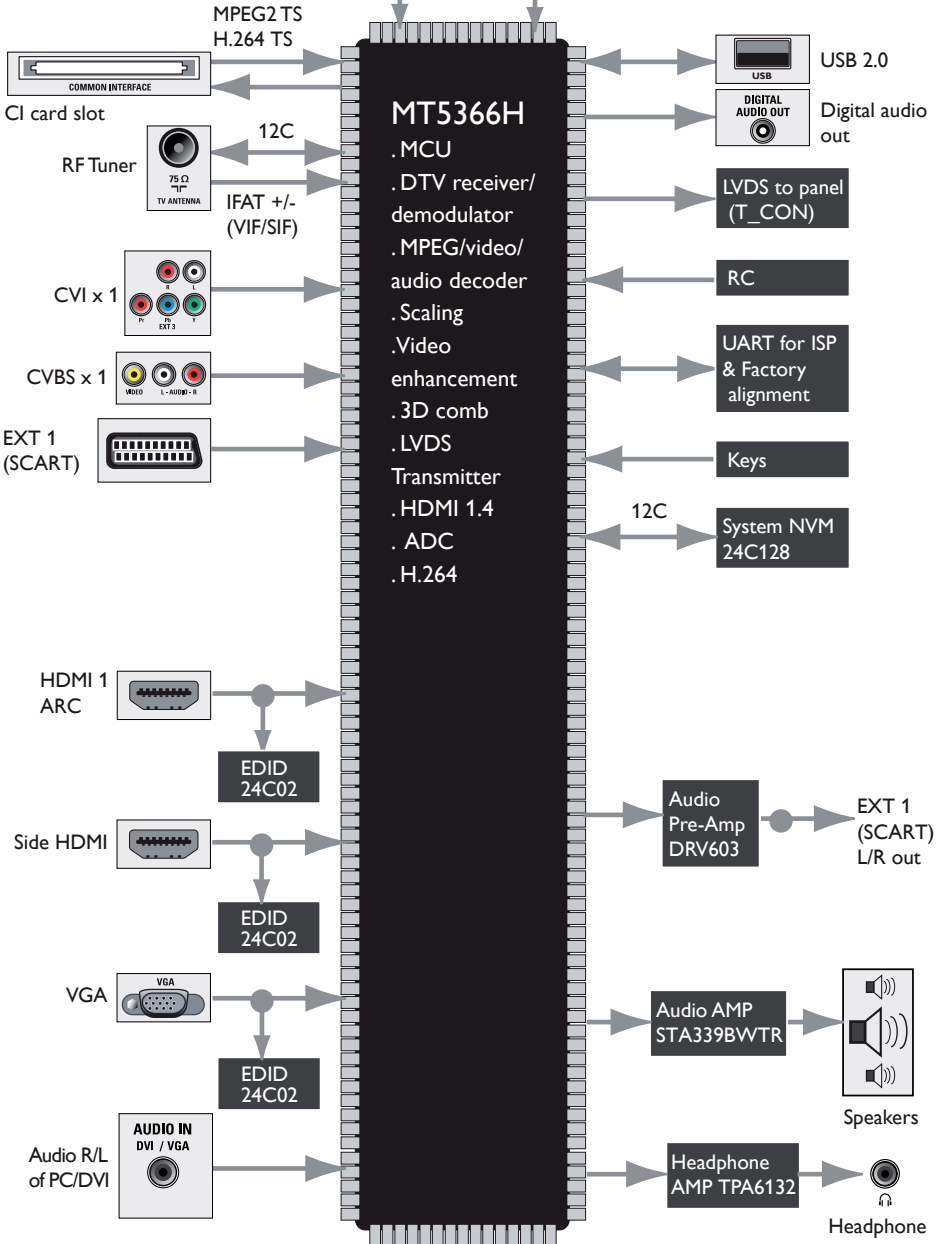 MPEG2 TS
H.264 TS
COMMON INTERFACE
CI card slot
12C
RF Tuner
75 Ω
TV ANTENNA
IFAT +/-
(VIF/SIF)
CVI x 1
R L
Pr Pb Y
EXT 3
CVBS x 1
VIDEO L - AUDIO - R
EXT 1
(SCART)
HDMI 1
ARC
EDID
24C02
Side HDMI
EDID
24C02
VGA
VGA
EDID
24C02
AUDIO IN
DVI / VGA
Audio R/L
of PC/DVI
MT5366H
. MCU
. DTV receiver/
demodulator
. MPEG/video/
audio decoder
. Scaling
.Video
enhancement
. 3D comb
. LVDS
Transmitter
. HDMI 1.4
. ADC
. H.264
USB
USB 2.0
DIGITAL
AUDIO OUT
Digital audio
out
LVDS to panel
(T_CON)
RC
UART for ISP
& Factory
alignment
Keys
12C
System NVM
24C128
Audio
Pre-Amp
DRV603
EXT 1
(SCART)
L/R out
Audio AMP
STA339BWTR
Speakers
Headphone
AMP TPA6132
Headphone